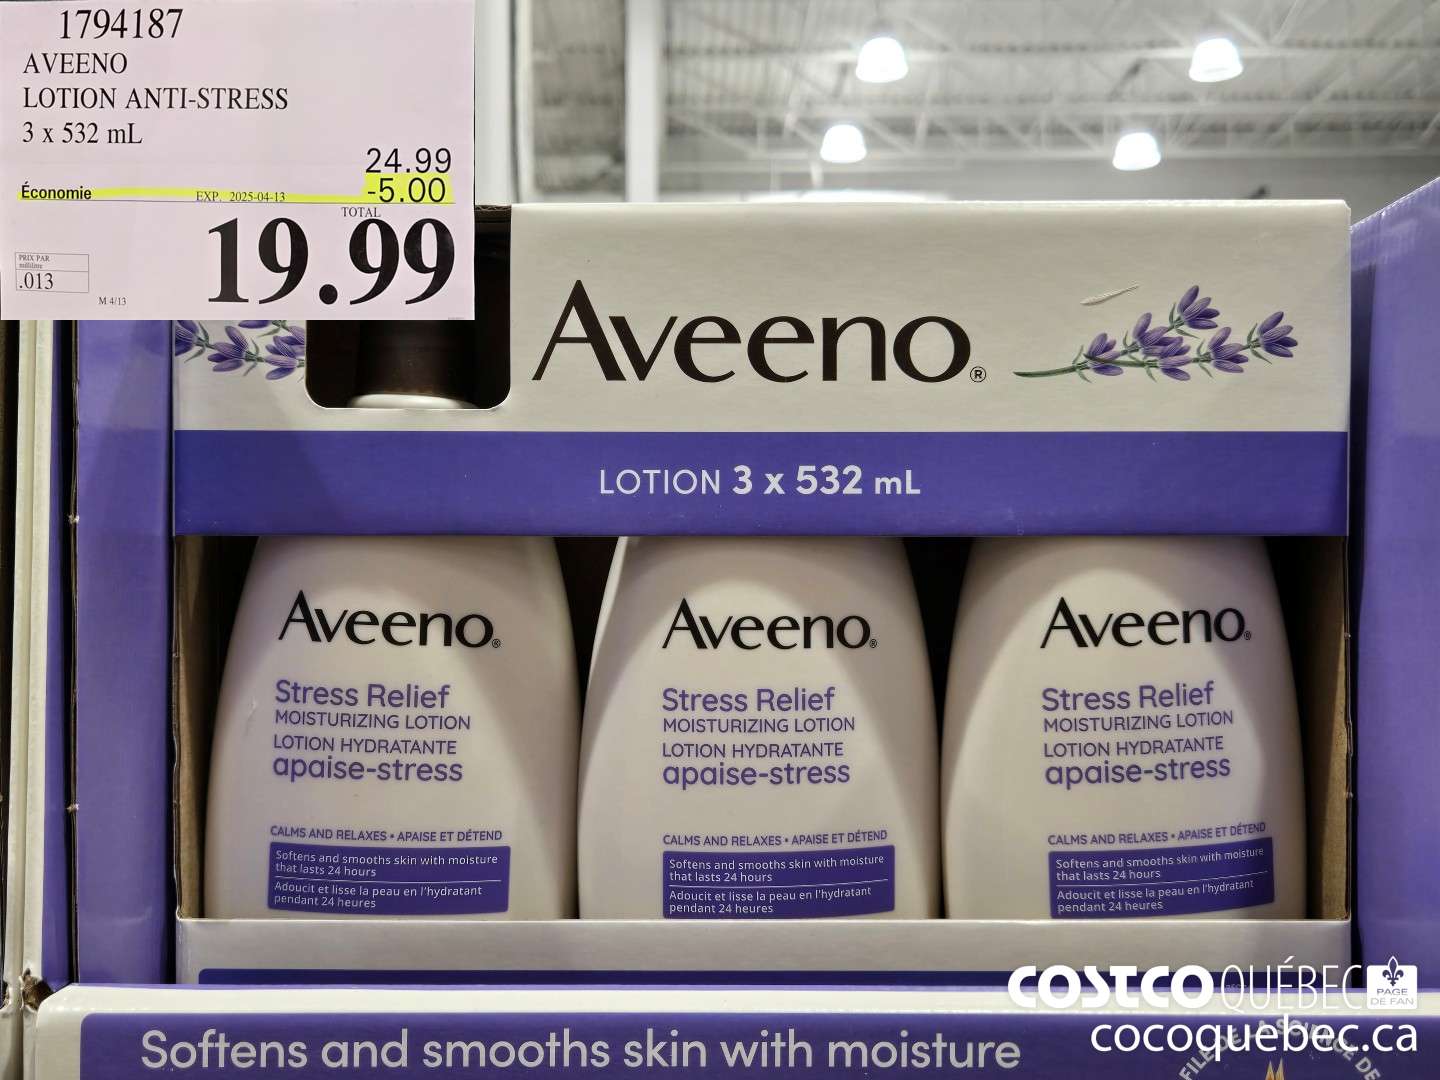 1794187
AVEENO
LOTION ANTI-STRESS
3 x 532 mL
24.99
Économie EXP. 2025-04-13 -5.00
TOTAL
19.99
PRIX PAR
millilitre
.013
M 4/13
Aveeno®
LOTION 3 x 532 mL
Aveeno®
Stress Relief
MOISTURIZING LOTION
LOTION HYDRATANTE
apaise-stress
CALMS AND RELAXES • APAISE ET DÉTEND
Softens and smooths skin with moisture
that lasts 24 hours
Adoucit et lisse la peau en l'hydratant
pendant 24 heures
Aveeno®
Stress Relief
MOISTURIZING LOTION
LOTION HYDRATANTE
apaise-stress
CALMS AND RELAXES • APAISE ET DÉTEND
Softens and smooths skin with moisture
that lasts 24 hours
Adoucit et lisse la peau en l'hydratant
pendant 24 heures
Aveeno®
Stress Relief
MOISTURIZING LOTION
LOTION HYDRATANTE
apaise-stress
CALMS AND RELAXES • APAISE ET DÉTEND
Softens and smooths skin with moisture
that lasts 24 hours
Adoucit et lisse la peau en l'hydratant
pendant 24 heures
COSTCO QUÉBEC PAGE
DE FAN
cocoquebec.ca
Softens and smooths skin with moisture